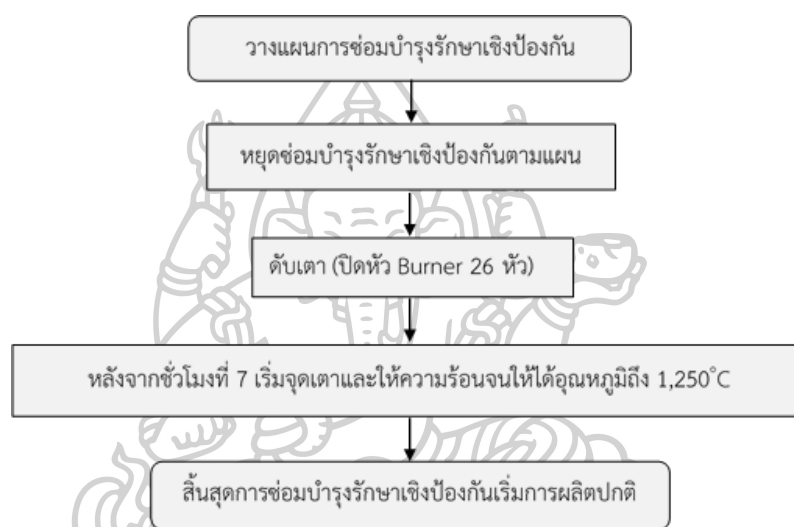 วางแผนการซ่อมบำรุงรักษาเชิงป้องกัน
หยุดซ่อมบำรุงรักษาเชิงป้องกันตามแผน
ดับเตา (ปิดหัว Burner 26 หัว)
หลังจากชั่วโมงที่ 7 เริ่มจุดเตาและให้ความร้อนจนให้ได้อุณหภูมิถึง 1,250°C
สิ้นสุดการซ่อมบำรุงรักษาเชิงป้องกันเริ่มการผลิตปกติ